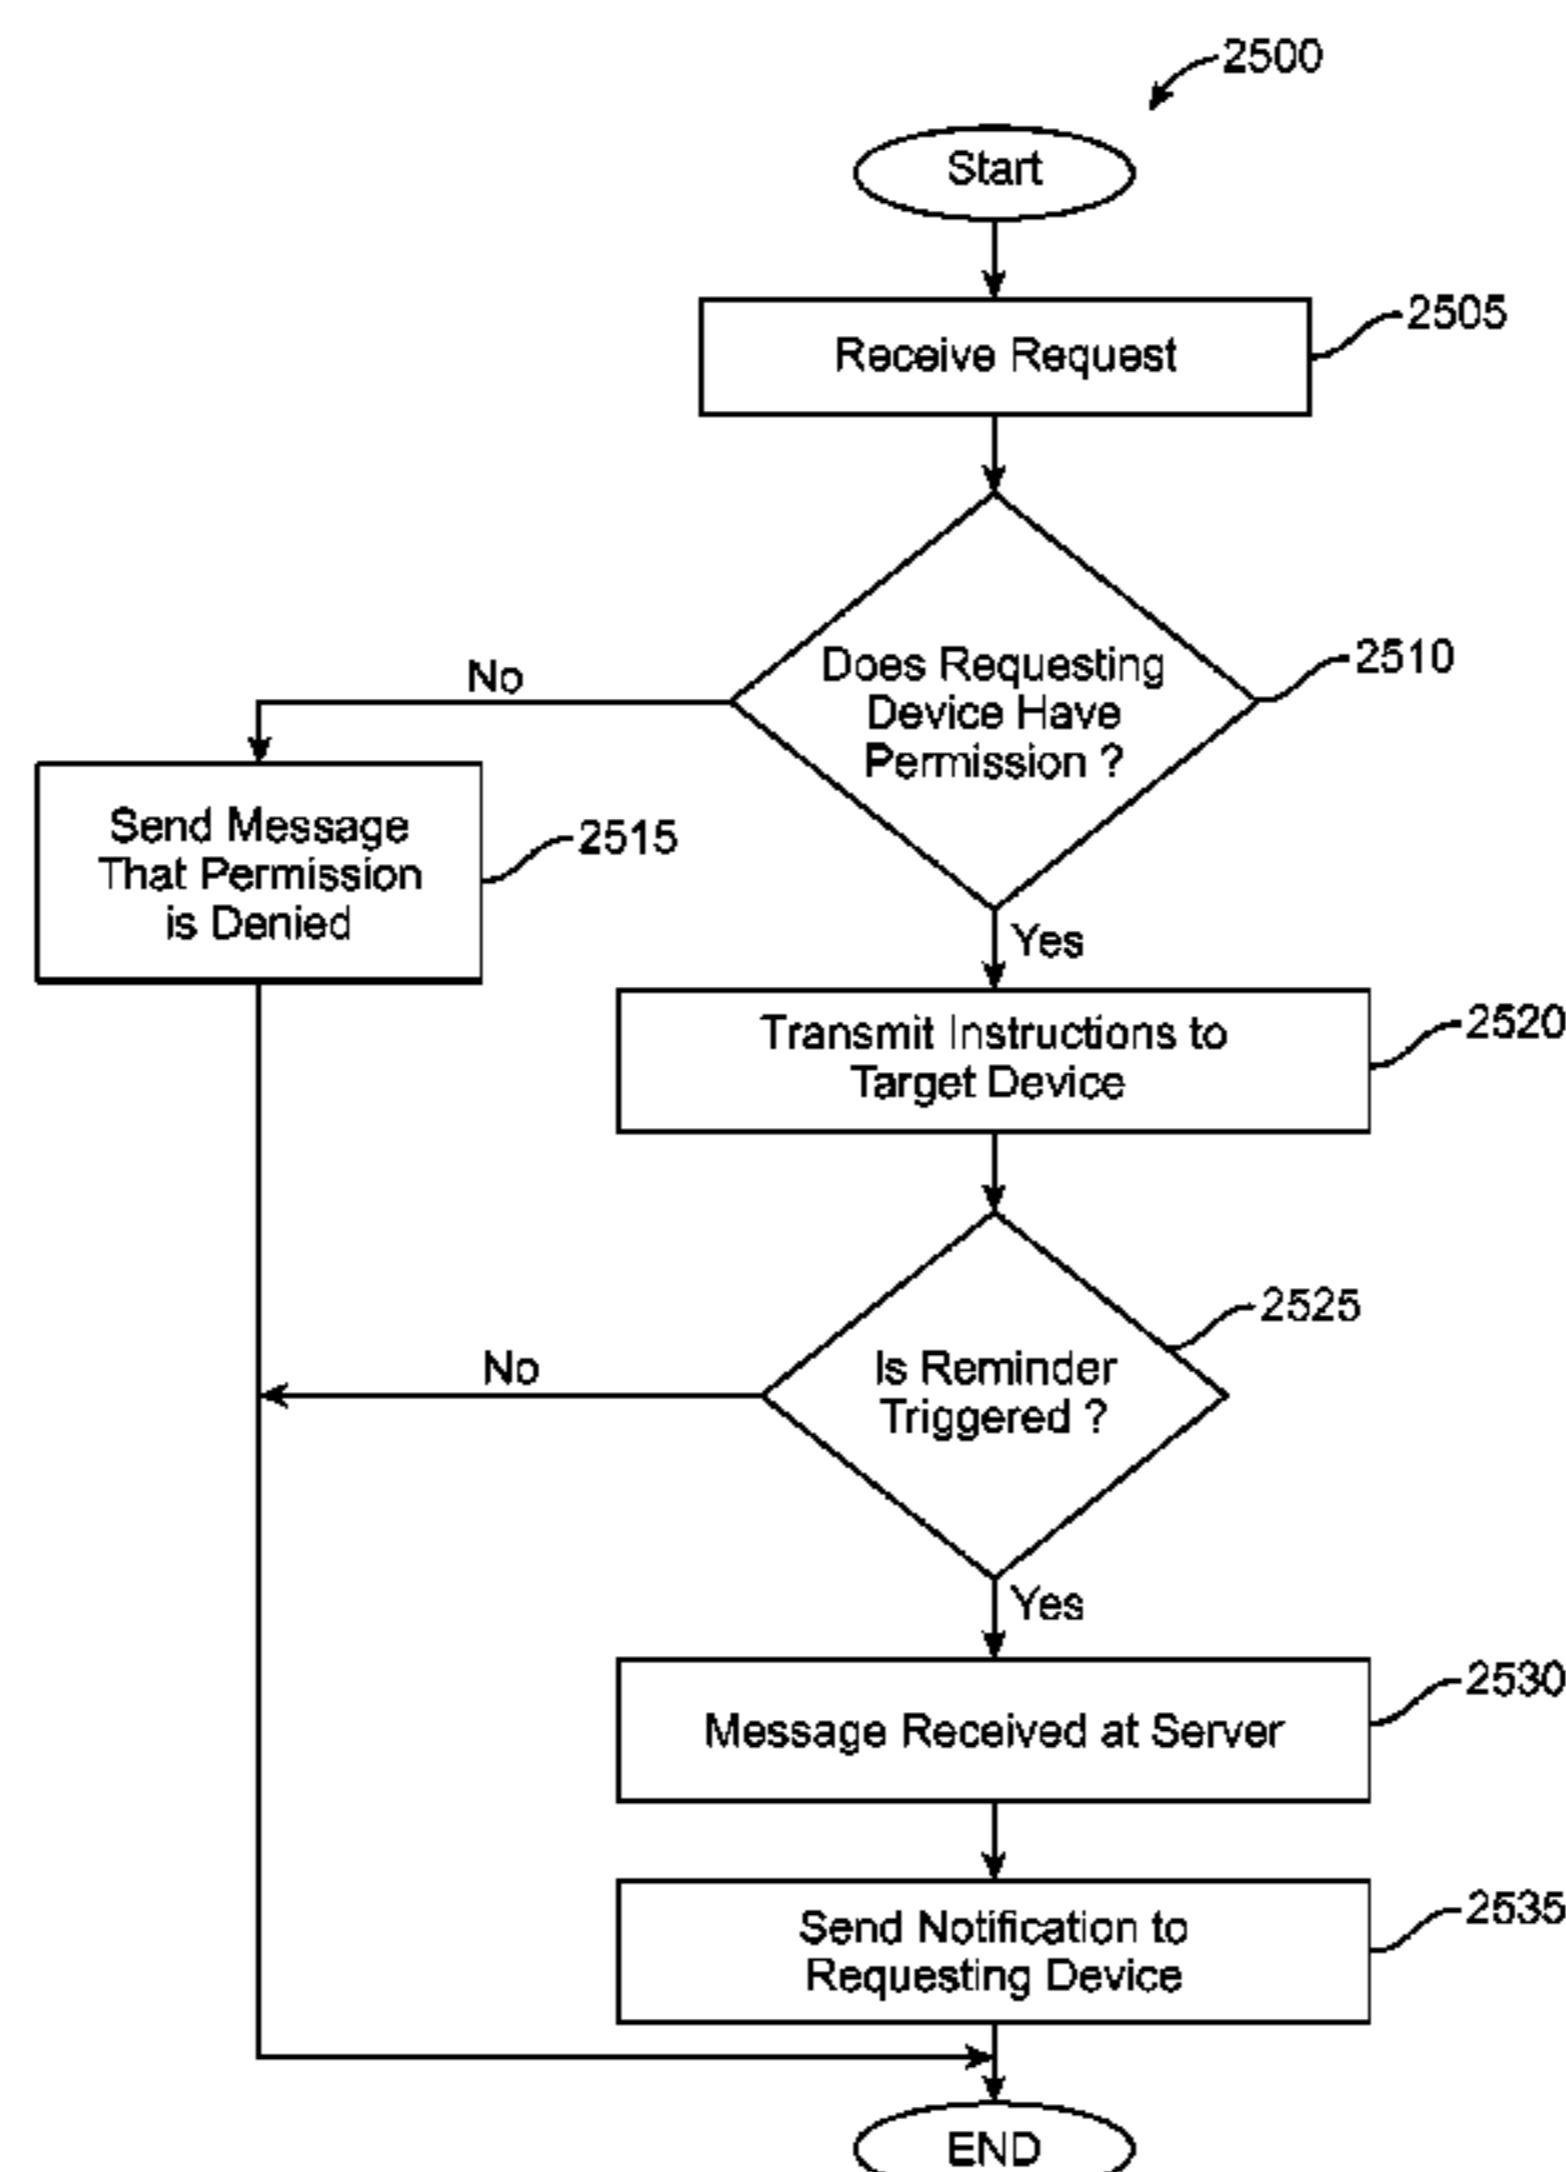 2500
Start
Receive Request
2505
Does Requesting
Device Have
Permission ?
2510
No
Send Message
That Permission
is Denied
2515
Yes
Transmit Instructions to
Target Device
2520
Is Reminder
Triggered ?
2525
No
Yes
Message Received at Server
2530
Send Notification to
Requesting Device
2535
END